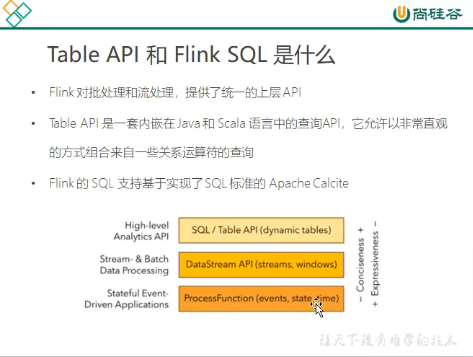 尚硅谷
Table API 和 Flink SQL 是什么
• Flink 对批处理和流处理，提供了统一的上层 API
• Table API 是一套内嵌在 Java 和 Scala 语言中的查询API，它允许以非常直观
的方式组合来自一些关系运算符的查询
• Flink 的 SQL 支持基于实现了 SQL 标准的 Apache Calcite
High-level
Analytics API
SQL / Table API (dynamic tables)
Stream- & Batch
Data Processing
DataStream API (streams, windows)
Stateful Event-
Driven Applications
ProcessFunction (events, state, time)
− Conciseness +
+ Expressiveness −
让天下没有难学的技术